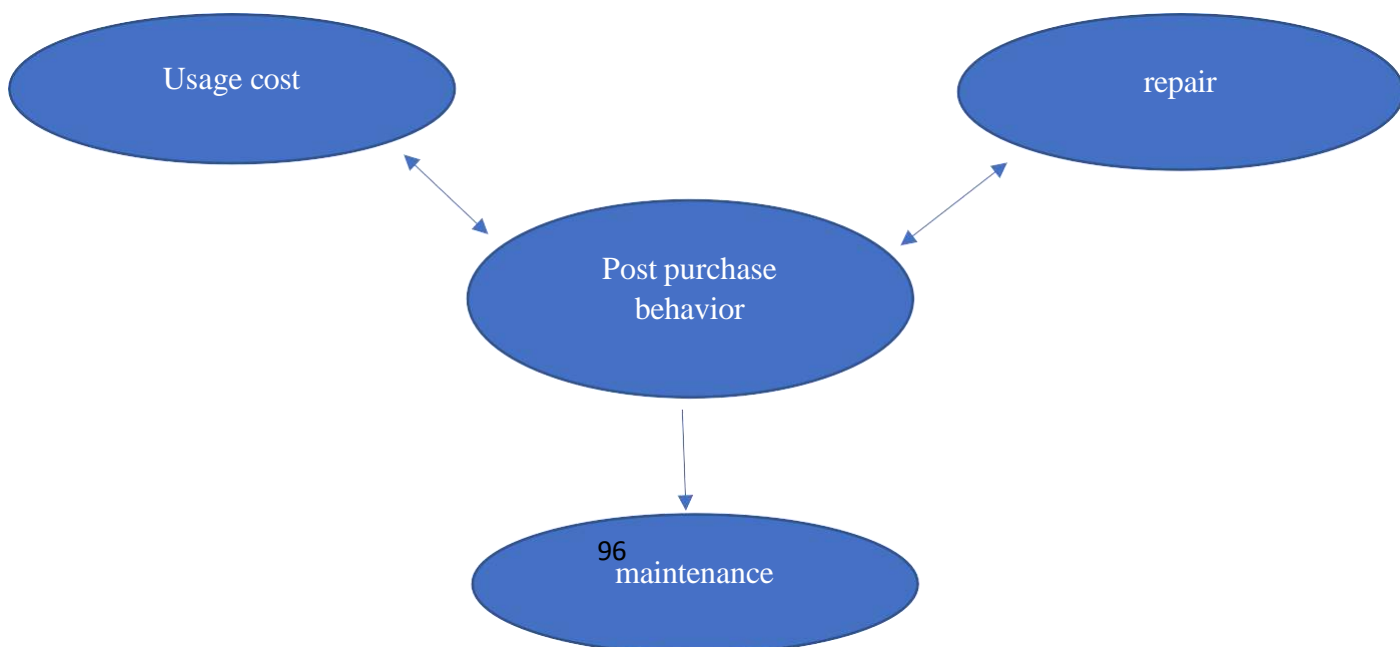 Usage cost
repair
Post purchase
behavior
96
maintenance